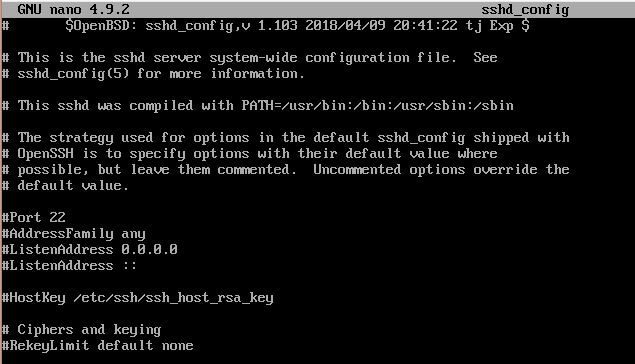 GNU nano 4.9.2 sshd_config
# $OpenBSD: sshd_config,v 1.103 2018/04/09 20:41:22 tj Exp $
# This is the sshd server system-wide configuration file. See
# sshd_config(5) for more information.
# This sshd was compiled with PATH=/usr/bin:/bin:/usr/sbin:/sbin
# The strategy used for options in the default sshd_config shipped with
# OpenSSH is to specify options with their default value where
# possible, but leave them commented. Uncommented options override the
# default value.
#Port 22
#AddressFamily any
#ListenAddress 0.0.0.0
#ListenAddress ::
#HostKey /etc/ssh/ssh_host_rsa_key
# Ciphers and keying
#RekeyLimit default none